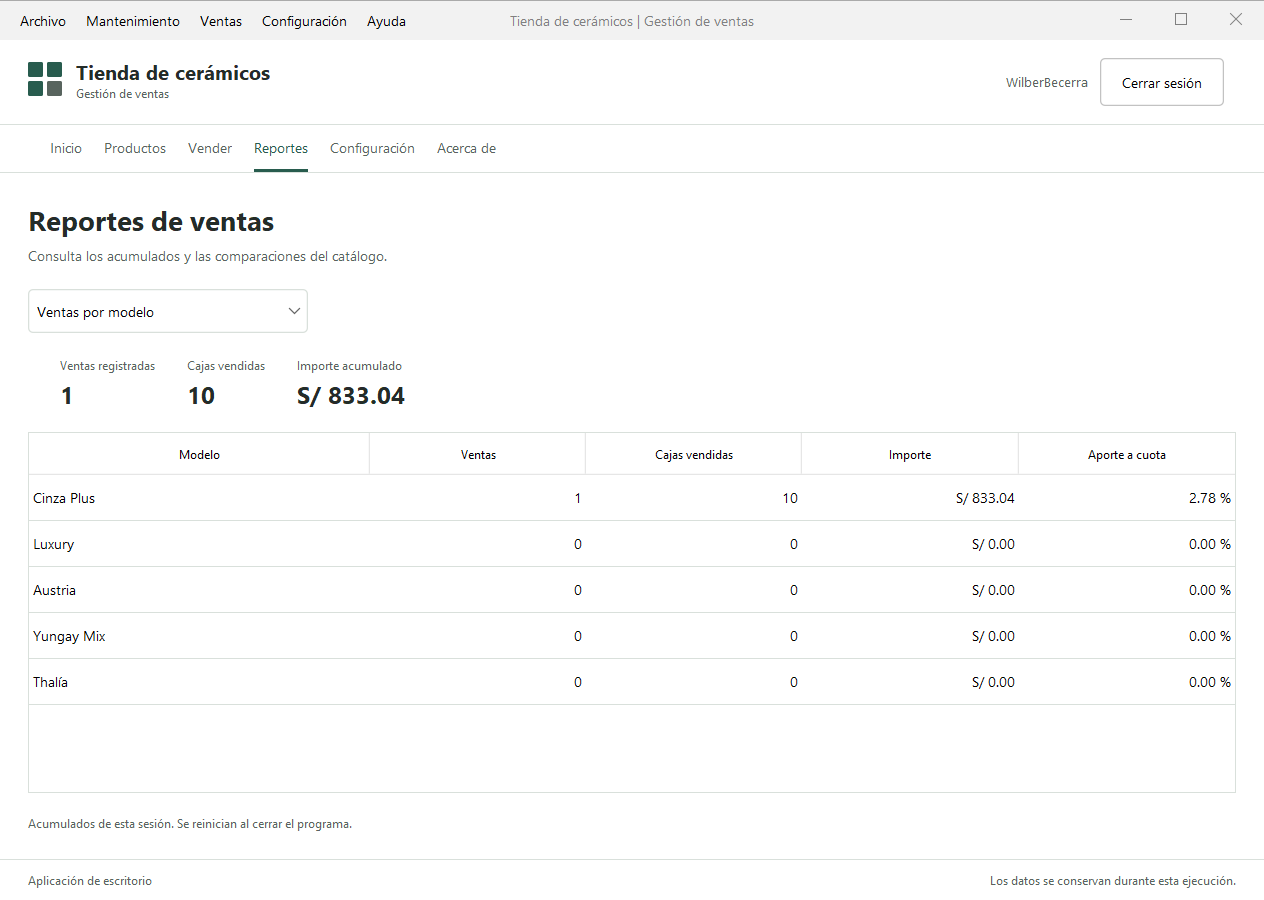 Archivo Mantenimiento Ventas Configuración Ayuda Tienda de cerámicos | Gestión de ventas
Tienda de cerámicos
Gestión de ventas
WilberBecerra Cerrar sesión
Inicio Productos Vender Reportes Configuración Acerca de
Reportes de ventas
Consulta los acumulados y las comparaciones del catálogo.
Ventas por modelo
Ventas registradas Cajas vendidas Importe acumulado
1 10 S/ 833.04
Modelo Ventas Cajas vendidas Importe Aporte a cuota
Cinza Plus 1 10 S/ 833.04 2.78 %
Luxury 0 0 S/ 0.00 0.00 %
Austria 0 0 S/ 0.00 0.00 %
Yungay Mix 0 0 S/ 0.00 0.00 %
Thalía 0 0 S/ 0.00 0.00 %
Acumulados de esta sesión. Se reinician al cerrar el programa.
Aplicación de escritorio Los datos se conservan durante esta ejecución.